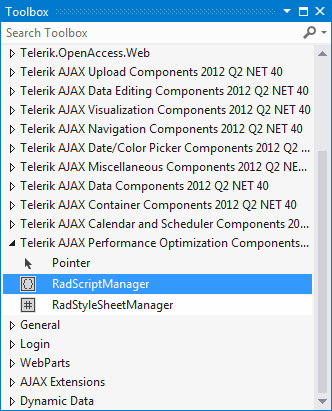 Toolbox
Search Toolbox
Telerik.OpenAccess.Web
Telerik AJAX Upload Components 2012 Q2 NET 40
Telerik AJAX Data Editing Components 2012 Q2 NET 40
Telerik AJAX Visualization Components 2012 Q2 NET 40
Telerik AJAX Navigation Components 2012 Q2 NET 40
Telerik AJAX Date/Color Picker Components 2012 Q2 ...
Telerik AJAX Miscellaneous Components 2012 Q2 NE...
Telerik AJAX Data Components 2012 Q2 NET 40
Telerik AJAX Container Components 2012 Q2 NET 40
Telerik AJAX Calendar and Scheduler Components 20...
Telerik AJAX Performance Optimization Components...
Pointer
RadScriptManager
RadStyleSheetManager
General
Login
WebParts
AJAX Extensions
Dynamic Data